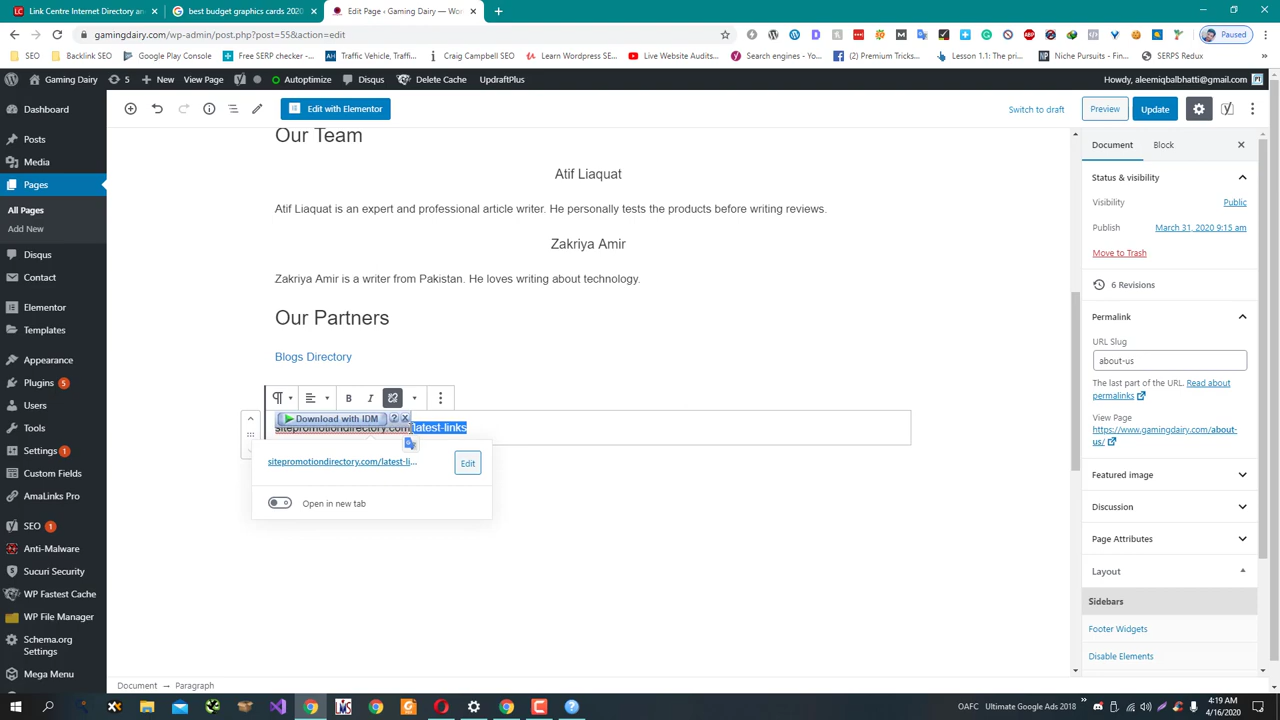 Link Centre Internet Directory an
best budget graphics cards 2020
Edit Page ‹ Gaming Dairy — Wor
gamingdairy.com/wp-admin/post.php?post=55&action=edit
Paused
SEO
Backlink SEO
Google Play Console
Free SERP checker -...
Traffic Vehicle, Traff...
Craig Campbell SEO
Learn Wordpress SE...
Live Website Audits...
Search engines - Yo...
(2) Premium Tricks...
Lesson 1.1: The pri...
Niche Pursuits - Fin...
SERPS Redux
Gaming Dairy
5
New
View Page
Autoptimize
Disqus
Delete Cache
UpdraftPlus
Howdy, aleemiqbalbhatti@gmail.com
Dashboard
Posts
Media
Pages
All Pages
Add New
Disqus
Contact
Elementor
Templates
Appearance
Plugins 5
Users
Tools
Settings 1
Custom Fields
AmaLinks Pro
SEO 1
Anti-Malware
Sucuri Security
WP Fastest Cache
WP File Manager
Schema.org
Settings
Mega Menu
Edit with Elementor
Switch to draft
Preview
Update
Our Team
Atif Liaquat
Atif Liaquat is an expert and professional article writer. He personally tests the products before writing reviews.
Zakriya Amir
Zakriya Amir is a writer from Pakistan. He loves writing about technology.
Our Partners
Blogs Directory
B
I
Download with IDM ? X
sitepromotiondirectory.com/latest-links
sitepromotiondirectory.com/latest-li...
Edit
Open in new tab
Document
Block
Status & visibility
Visibility
Public
Publish
March 31, 2020 9:15 am
Move to Trash
6 Revisions
Permalink
URL Slug
about-us
The last part of the URL. Read about
permalinks
View Page
https://www.gamingdairy.com/about-
us/
Featured image
Discussion
Page Attributes
Layout
Sidebars
Footer Widgets
Disable Elements
Document → Paragraph
OAFC
Ultimate Google Ads 2018
4:19 AM
4/16/2020